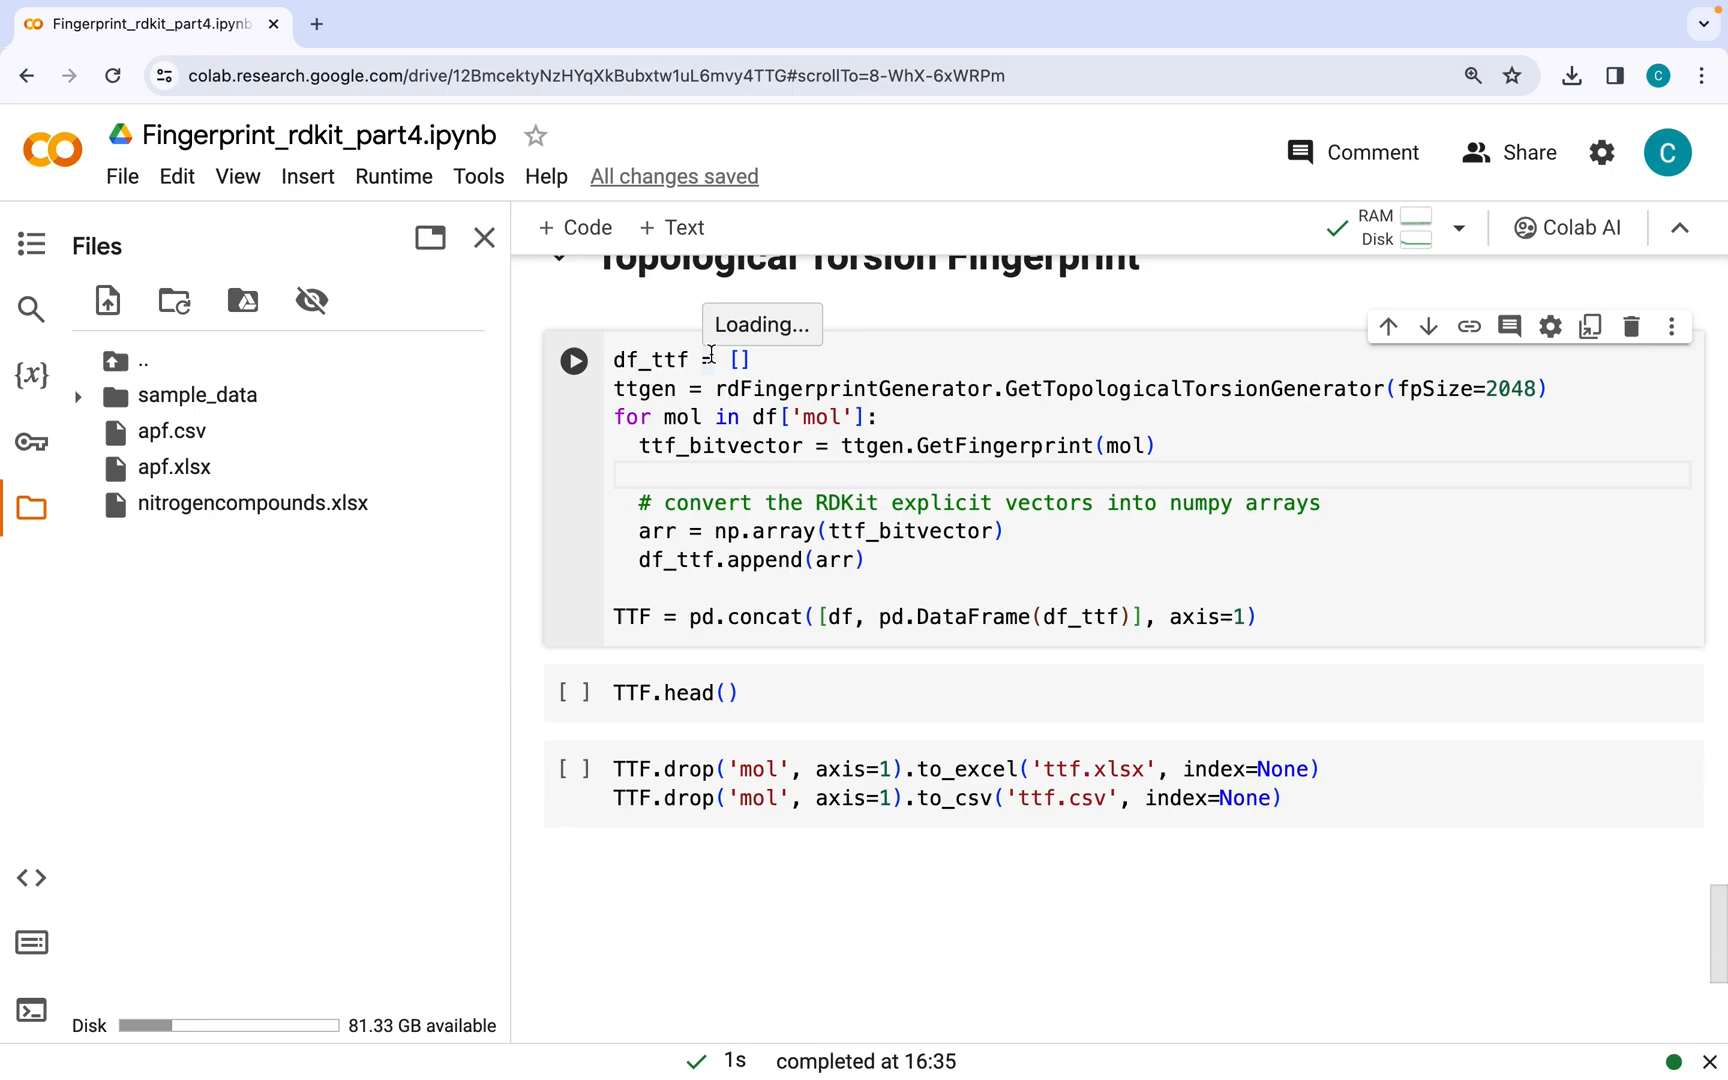 Fingerprint_rdkit_part4.ipynb
colab.research.google.com/drive/12BmcektyNzHYqXkBubxtw1uL6mvy4TTG#scrollTo=8-WhX-6xWRPm
C
Fingerprint_rdkit_part4.ipynb
Comment
Share
C
File Edit View Insert Runtime Tools Help All changes saved
Files
+ Code + Text
RAM
Disk
Colab AI
Topological Torsion Fingerprint
Loading...
..
sample_data
apf.csv
apf.xlsx
nitrogencompounds.xlsx
df_ttf = []
ttgen = rdFingerprintGenerator.GetTopologicalTorsionGenerator(fpSize=2048)
for mol in df['mol']:
ttf_bitvector = ttgen.GetFingerprint(mol)
# convert the RDKit explicit vectors into numpy arrays
arr = np.array(ttf_bitvector)
df_ttf.append(arr)
TTF = pd.concat([df, pd.DataFrame(df_ttf)], axis=1)
[ ] TTF.head()
[ ] TTF.drop('mol', axis=1).to_excel('ttf.xlsx', index=None)
TTF.drop('mol', axis=1).to_csv('ttf.csv', index=None)
{x}
Disk 81.33 GB available
1s completed at 16:35